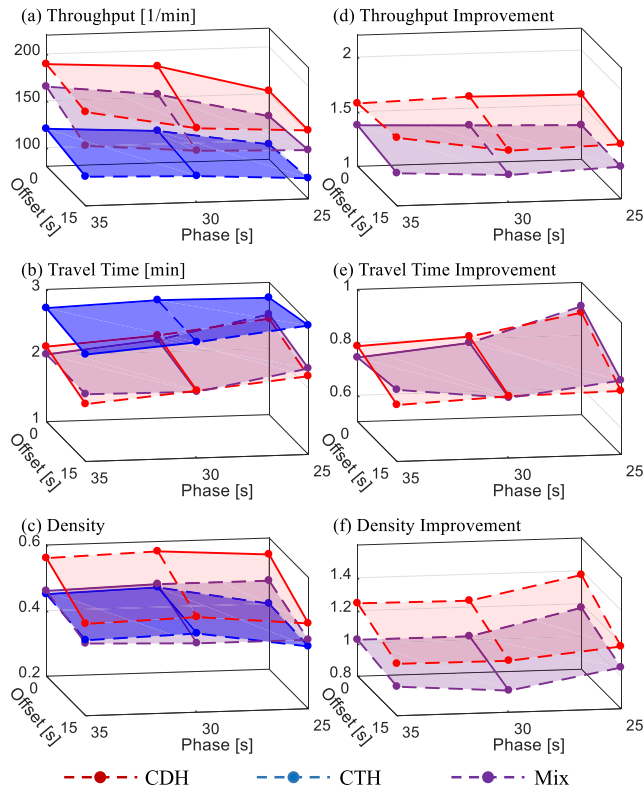 (a) Throughput [1/min]
200
150
100
0
Offset [s]
15
35
30
25
Phase [s]
(d) Throughput Improvement
2
1.5
1
0
Offset [s]
15
35
30
25
Phase [s]
(b) Travel Time [min]
3
2
1
0
Offset [s]
15
35
30
25
Phase [s]
(e) Travel Time Improvement
1
0.8
0.6
0
Offset [s]
15
35
30
25
Phase [s]
(c) Density
0.6
0.4
0.2
0
Offset [s]
15
35
30
25
Phase [s]
(f) Density Improvement
1.4
1.2
1
0.8
0
Offset [s]
15
35
30
25
Phase [s]
CDH
CTH
Mix